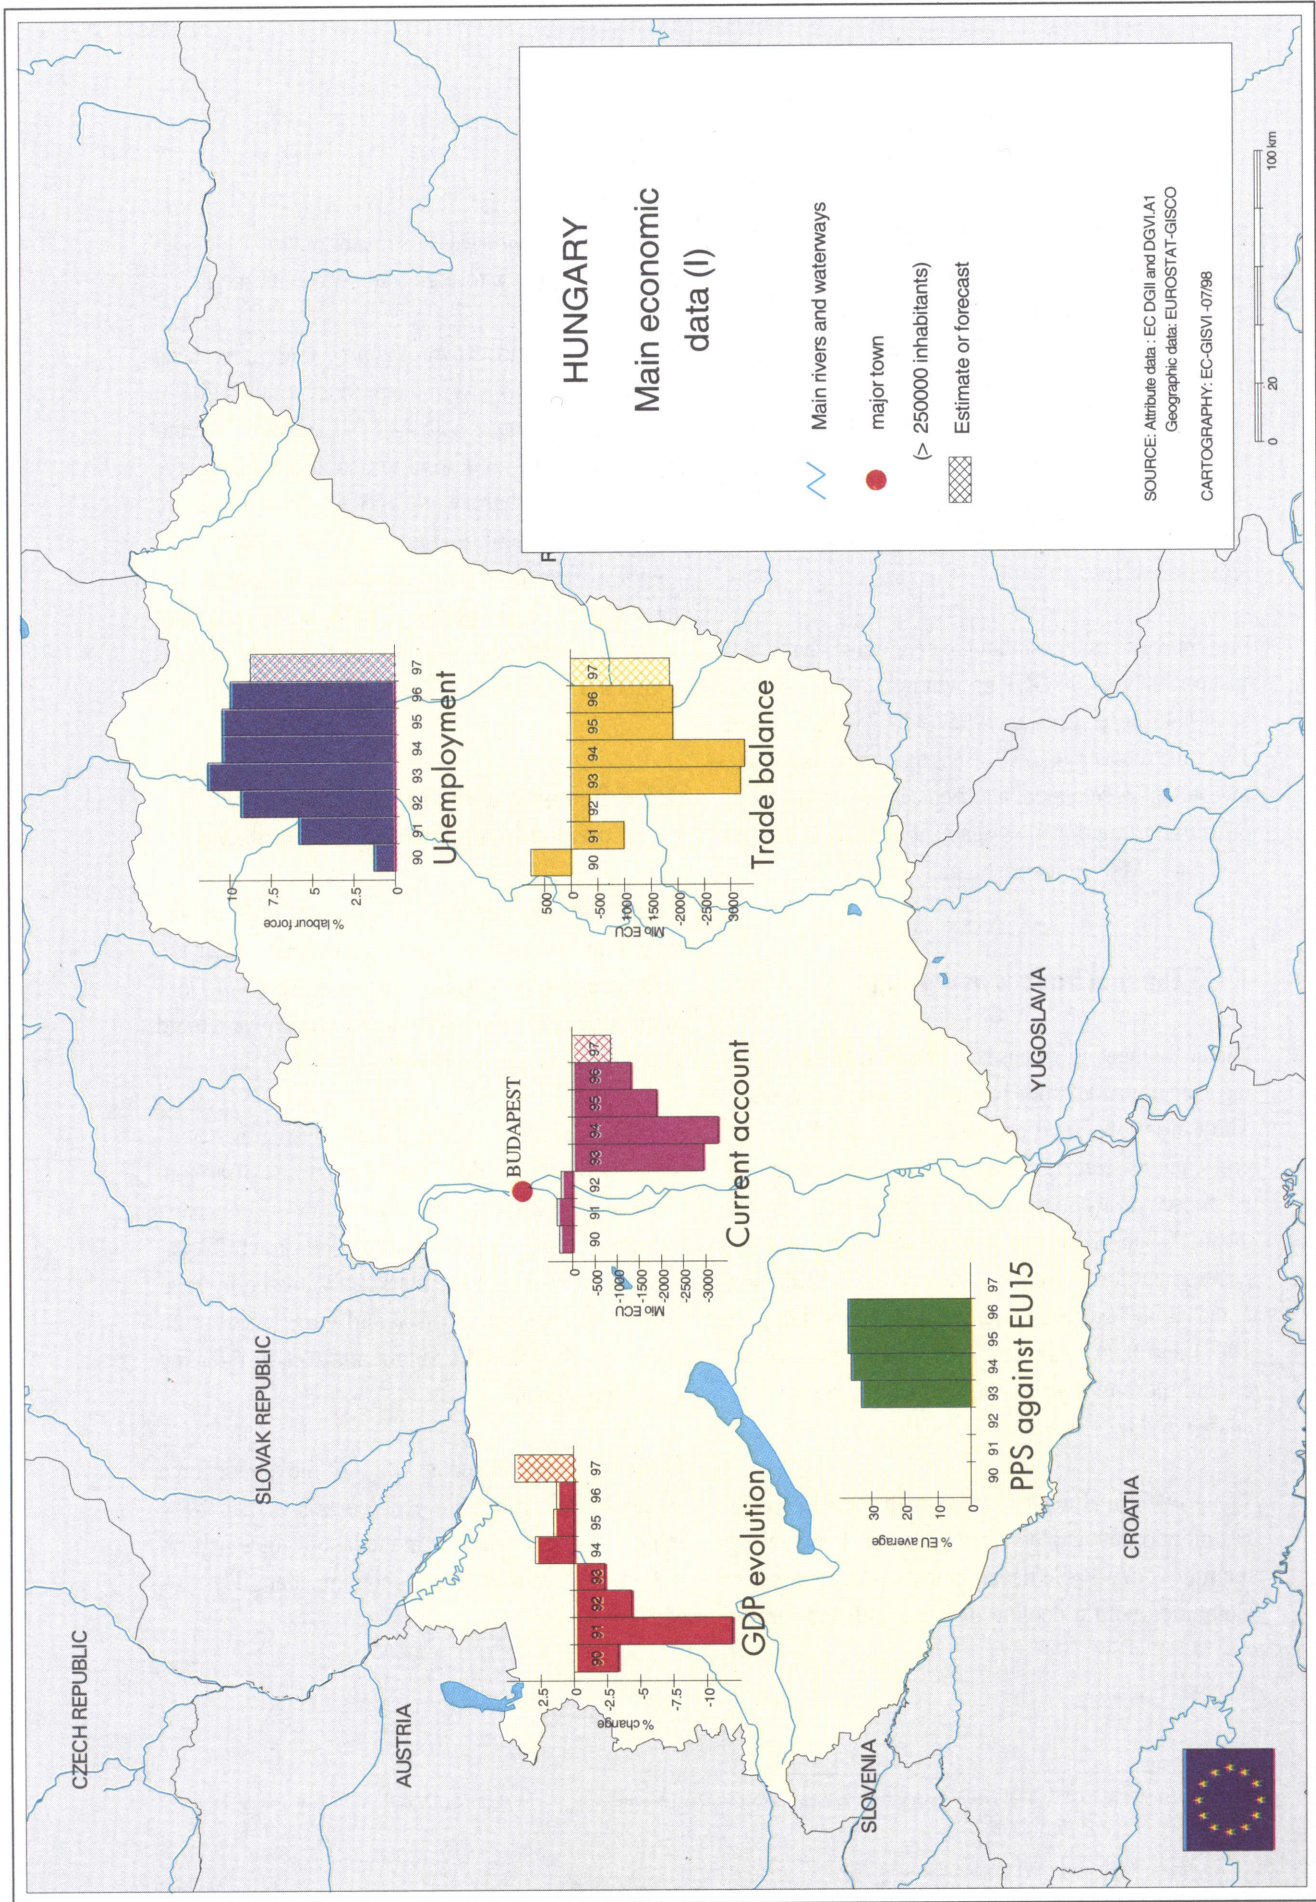 HUNGARY
Main economic
data (I)
Main rivers and waterways
major town
(> 250000 inhabitants)
Estimate or forecast
SOURCE: Attribute data : EC DGII and DGVI.A1
Geographic data: EUROSTAT-GISCO
CARTOGRAPHY: EC-GISVI -07/98
0 20 100 km
CZECH REPUBLIC
SLOVAK REPUBLIC
AUSTRIA
SLOVENIA
CROATIA
YUGOSLAVIA
R
BUDAPEST
% labour force
10
7.5
5
2.5
0
90 91 92 93 94 95 96 97
Unemployment
Mio ECU
500
0
-500
-1000
-1500
-2000
-2500
3000
90 91 92 93 94 95 96 97
Trade balance
Mio ECU
0
-500
-1000
-1500
-2000
-2500
-3000
90 91 92 93 94 95 96 97
Current account
% change
2.5
0
-2.5
-5
-7.5
-10
90 91 92 93 94 95 96 97
GDP evolution
% EU average
30
20
10
0
90 91 92 93 94 95 96 97
PPS against EU15